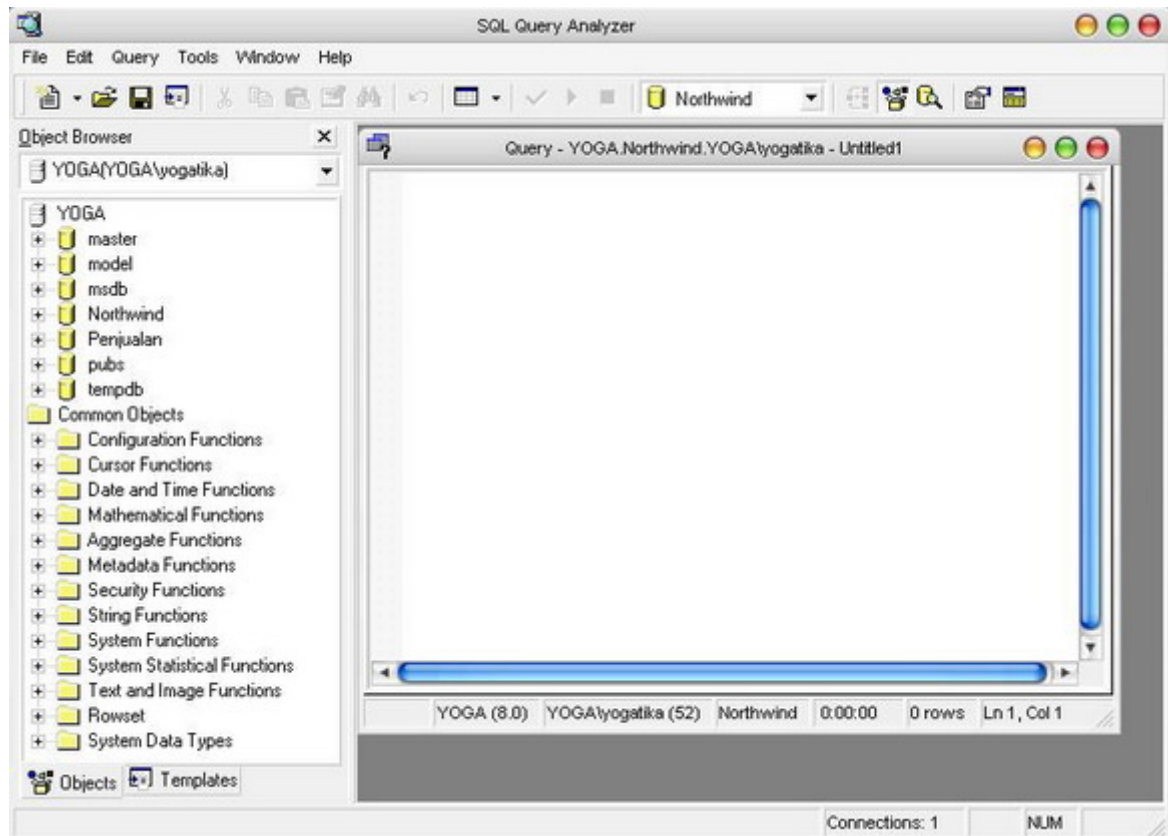 SQL Query Analyzer
File Edit Query Tools Window Help
Northwind
Object Browser
YOGA(YOGA\yogatika)
YOGA
master
model
msdb
Northwind
Penjualan
pubs
tempdb
Common Objects
Configuration Functions
Cursor Functions
Date and Time Functions
Mathematical Functions
Aggregate Functions
Metadata Functions
Security Functions
String Functions
System Functions
System Statistical Functions
Text and Image Functions
Rowset
System Data Types
Objects Templates
Query - YOGA.Northwind.YOGA\yogatika - Untitled1
YOGA (8.0) YOGA\yogatika (52) Northwind 0:00:00 0 rows Ln 1, Col 1
Connections: 1 NUM